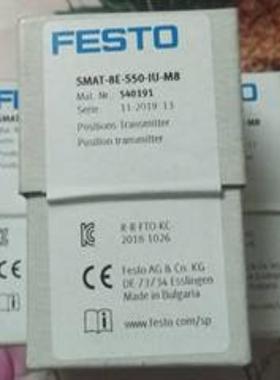 FESTO
SMAT-8E-S50-IU-M8
Mat. Nr. 540191
Serie 11-2019 13
Positions Transmitter
Position transmitter
R-R-FTO-KC
2018-1026
CE
Festo AG & Co. KG
DE 73734 Esslingen
Made in Bulgaria
www.festo.com/sp